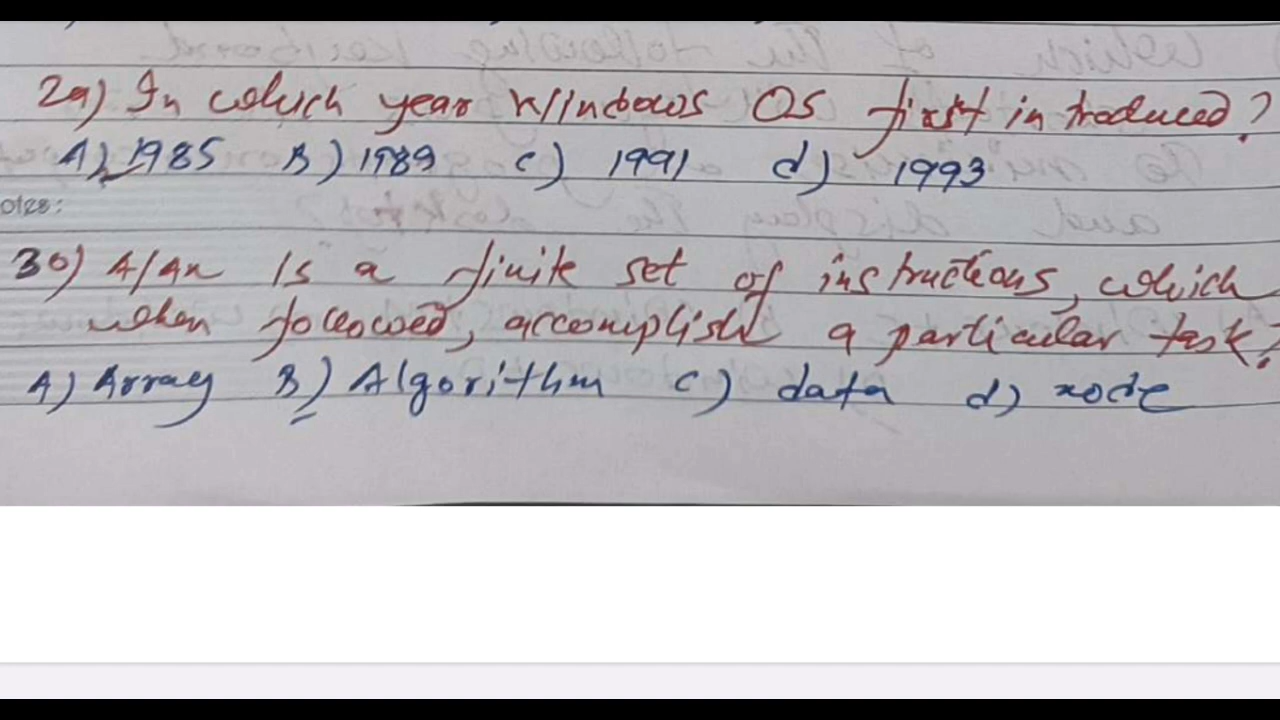 29) In which year Windows OS first introduced?
A) 1985 B) 1989 c) 1991 d) 1993
30) A/An is a finite set of instructions, which
when followed, accomplish a particular task?
A) Array B) Algorithm c) data d) node